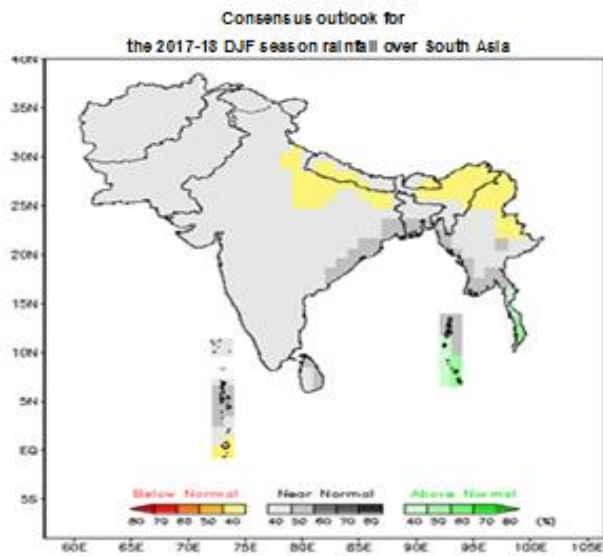 Consensus outlook for
the 2017-18 DJF season rainfall over South Asia
40N
35N
30N
25N
20N
15N
10N
5N
EQ
5S
Below Normal Near Normal Above Normal
80 70 60 50 40 40 50 60 70 80 40 50 60 70 80 (%)
60E 65E 70E 75E 80E 85E 90E 95E 100E 105E